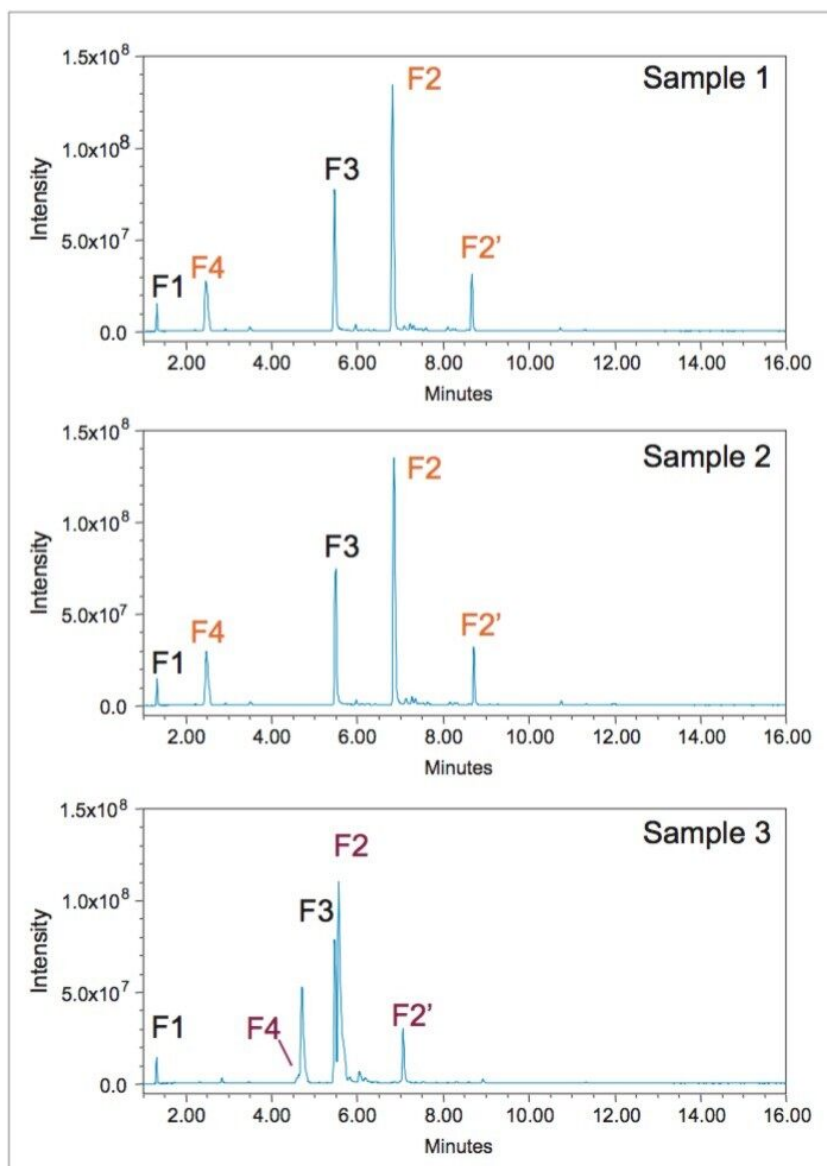 1.5x10⁸
Sample 1
F2
1.0x10⁸
F3
Intensity
5.0x10⁷
F2’
F4
F1
0.0
2.00 4.00 6.00 8.00 10.00 12.00 14.00 16.00
Minutes
1.5x10⁸
Sample 2
F2
1.0x10⁸
F3
Intensity
5.0x10⁷
F2’
F4
F1
0.0
2.00 4.00 6.00 8.00 10.00 12.00 14.00 16.00
Minutes
1.5x10⁸
Sample 3
F2
1.0x10⁸
F3
Intensity
5.0x10⁷
F1
F4
F2’
0.0
2.00 4.00 6.00 8.00 10.00 12.00 14.00 16.00
Minutes